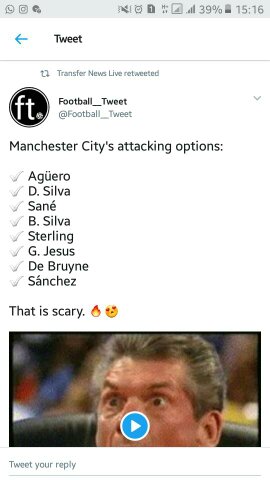 39% 15:16
Tweet
Transfer News Live retweeted
ft.
Football__Tweet
@Football__Tweet
Manchester City's attacking options:
Agüero
D. Silva
Sané
B. Silva
Sterling
G. Jesus
De Bruyne
Sánchez
That is scary. 🔥😍
Tweet your reply